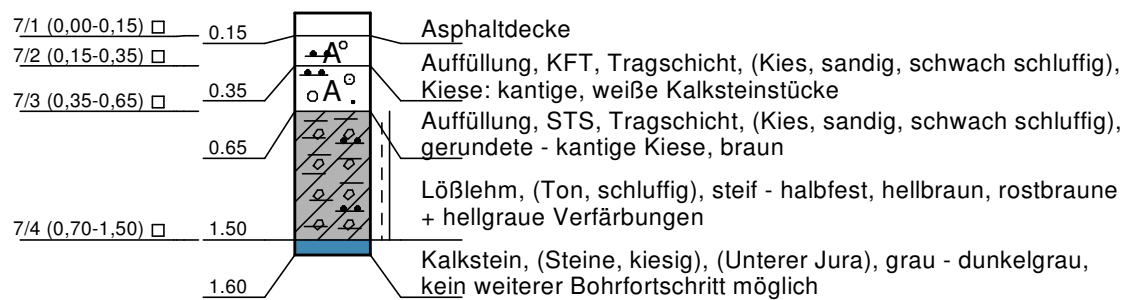 7/1 (0,00-0,15) □ 0.15 Asphaltdecke
7/2 (0,15-0,35) □ 0.35 Auffüllung, KFT, Tragschicht, (Kies, sandig, schwach schluffig),
Kiese: kantige, weiße Kalksteinstücke
7/3 (0,35-0,65) □ 0.65 Auffüllung, STS, Tragschicht, (Kies, sandig, schwach schluffig),
gerundete - kantige Kiese, braun
A
A
Lößlehm, (Ton, schluffig), steif - halbfest, hellbraun, rostbraune
+ hellgraue Verfärbungen
7/4 (0,70-1,50) □ 1.50
1.60 Kalkstein, (Steine, kiesig), (Unterer Jura), grau - dunkelgrau,
kein weiterer Bohrfortschritt möglich